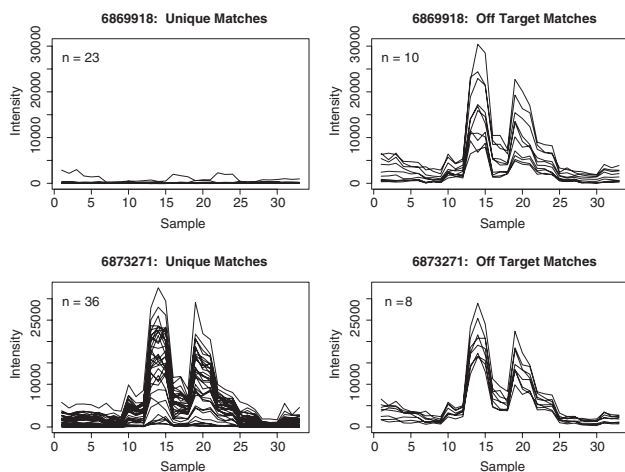 6869918: Unique Matches
n = 23
Intensity
0 10000 20000 30000
0 5 10 15 20 25 30
Sample
6869918: Off Target Matches
n = 10
Intensity
0 10000 20000 30000
0 5 10 15 20 25 30
Sample
6873271: Unique Matches
n = 36
Intensity
0 10000 25000
0 5 10 15 20 25 30
Sample
6873271: Off Target Matches
n =8
Intensity
0 10000 25000
0 5 10 15 20 25 30
Sample